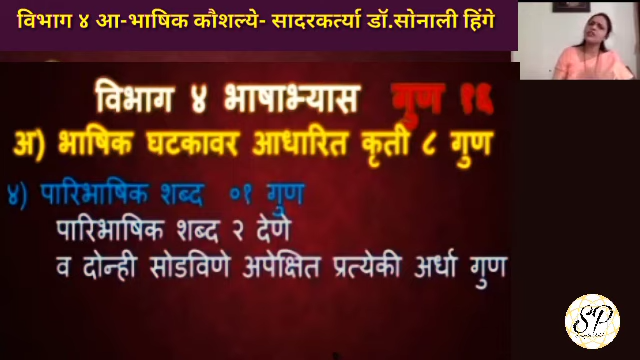 विभाग ४ आ-भाषिक कौशल्ये- सादरकर्त्या डॉ.सोनाली हिंगे
विभाग ४ भाषाभ्यास गुण १६
अ) भाषिक घटकावर आधारित कृती ८ गुण
४) पारिभाषिक शब्द ०१ गुण
पारिभाषिक शब्द २ देणे
व दोन्ही सोडविणे अपेक्षित प्रत्येकी अर्धा गुण
SP